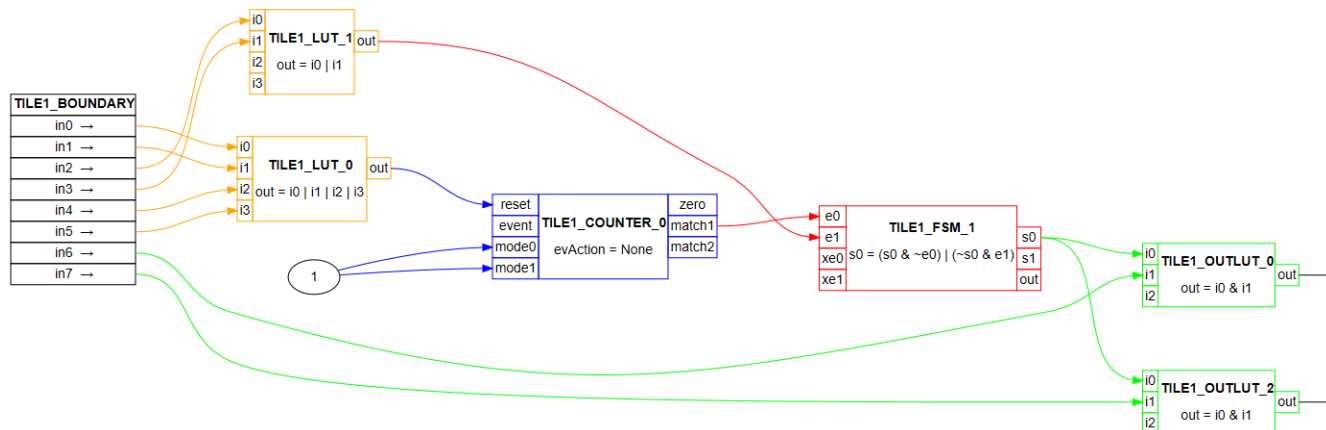 TILE1_BOUNDARY
in0 →
in1 →
in2 →
in3 →
in4 →
in5 →
in6 →
in7 →
i0
i1
i2
i3
TILE1_LUT_1
out = i0 | i1
out
i0
i1
i2
i3
TILE1_LUT_0
out = i0 | i1 | i2 | i3
out
1
reset
event
mode0
mode1
TILE1_COUNTER_0
evAction = None
zero
match1
match2
e0
e1
xe0
xe1
TILE1_FSM_1
s0 = (s0 & ~e0) | (~s0 & e1)
s0
s1
out
i0
i1
i2
TILE1_OUTLUT_0
out = i0 & i1
out
i0
i1
i2
TILE1_OUTLUT_2
out = i0 & i1
out